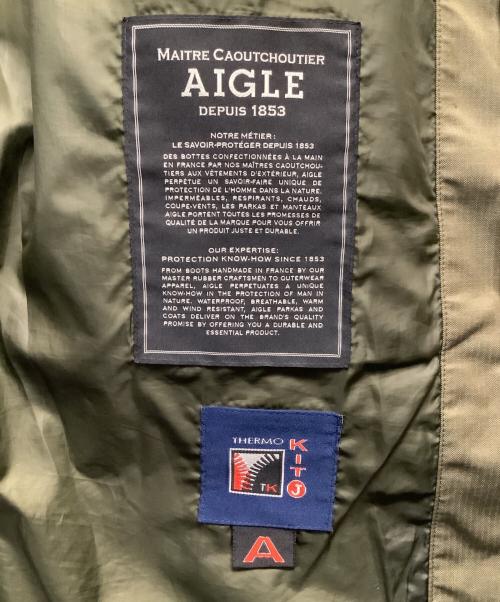 MAITRE CAOUTCHOUTIER
AIGLE
DEPUIS 1853
NOTRE MÉTIER:
LE SAVOIR-PROTÉGER DEPUIS 1853
DES BOTTES CONFECTIONNÉES À LA MAIN
EN FRANCE PAR NOS MAÎTRES CAOUTCHOU-
TIERS AUX VÊTEMENTS D'EXTÉRIEUR, AIGLE
PERPÉTUE UN SAVOIR-FAIRE UNIQUE DE
PROTECTION DE L'HOMME DANS LA NATURE.
IMPERMÉABLES, RESPIRANTS, CHAUDS,
COUPE-VENTS, LES PARKAS ET MANTEAUX
AIGLE PORTENT TOUTES LES PROMESSES DE
QUALITÉ DE LA MARQUE POUR VOUS OFFRIR
UN PRODUIT JUSTE ET DURABLE.
OUR EXPERTISE:
PROTECTION KNOW-HOW SINCE 1853
FROM BOOTS HANDMADE IN FRANCE BY OUR
MASTER RUBBER CRAFTSMEN TO OUTERWEAR
APPAREL, AIGLE PERPETUATES A UNIQUE
KNOW-HOW IN THE PROTECTION OF MAN IN
NATURE. WATERPROOF, BREATHABLE, WARM
AND WIND RESISTANT, AIGLE PARKAS AND
COATS DELIVER ON THE BRAND'S QUALITY
PROMISE BY OFFERING YOU A DURABLE AND
ESSENTIAL PRODUCT.
THERMO
KIT
J
TK
A